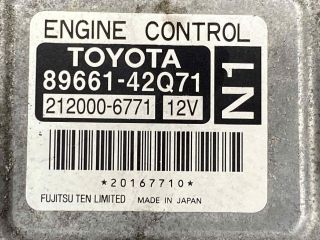 ENGINE CONTROL
TOYOTA
89661-42Q71
212000-6771 12V
N1
*20167710*
FUJITSU TEN LIMITED MADE IN JAPAN